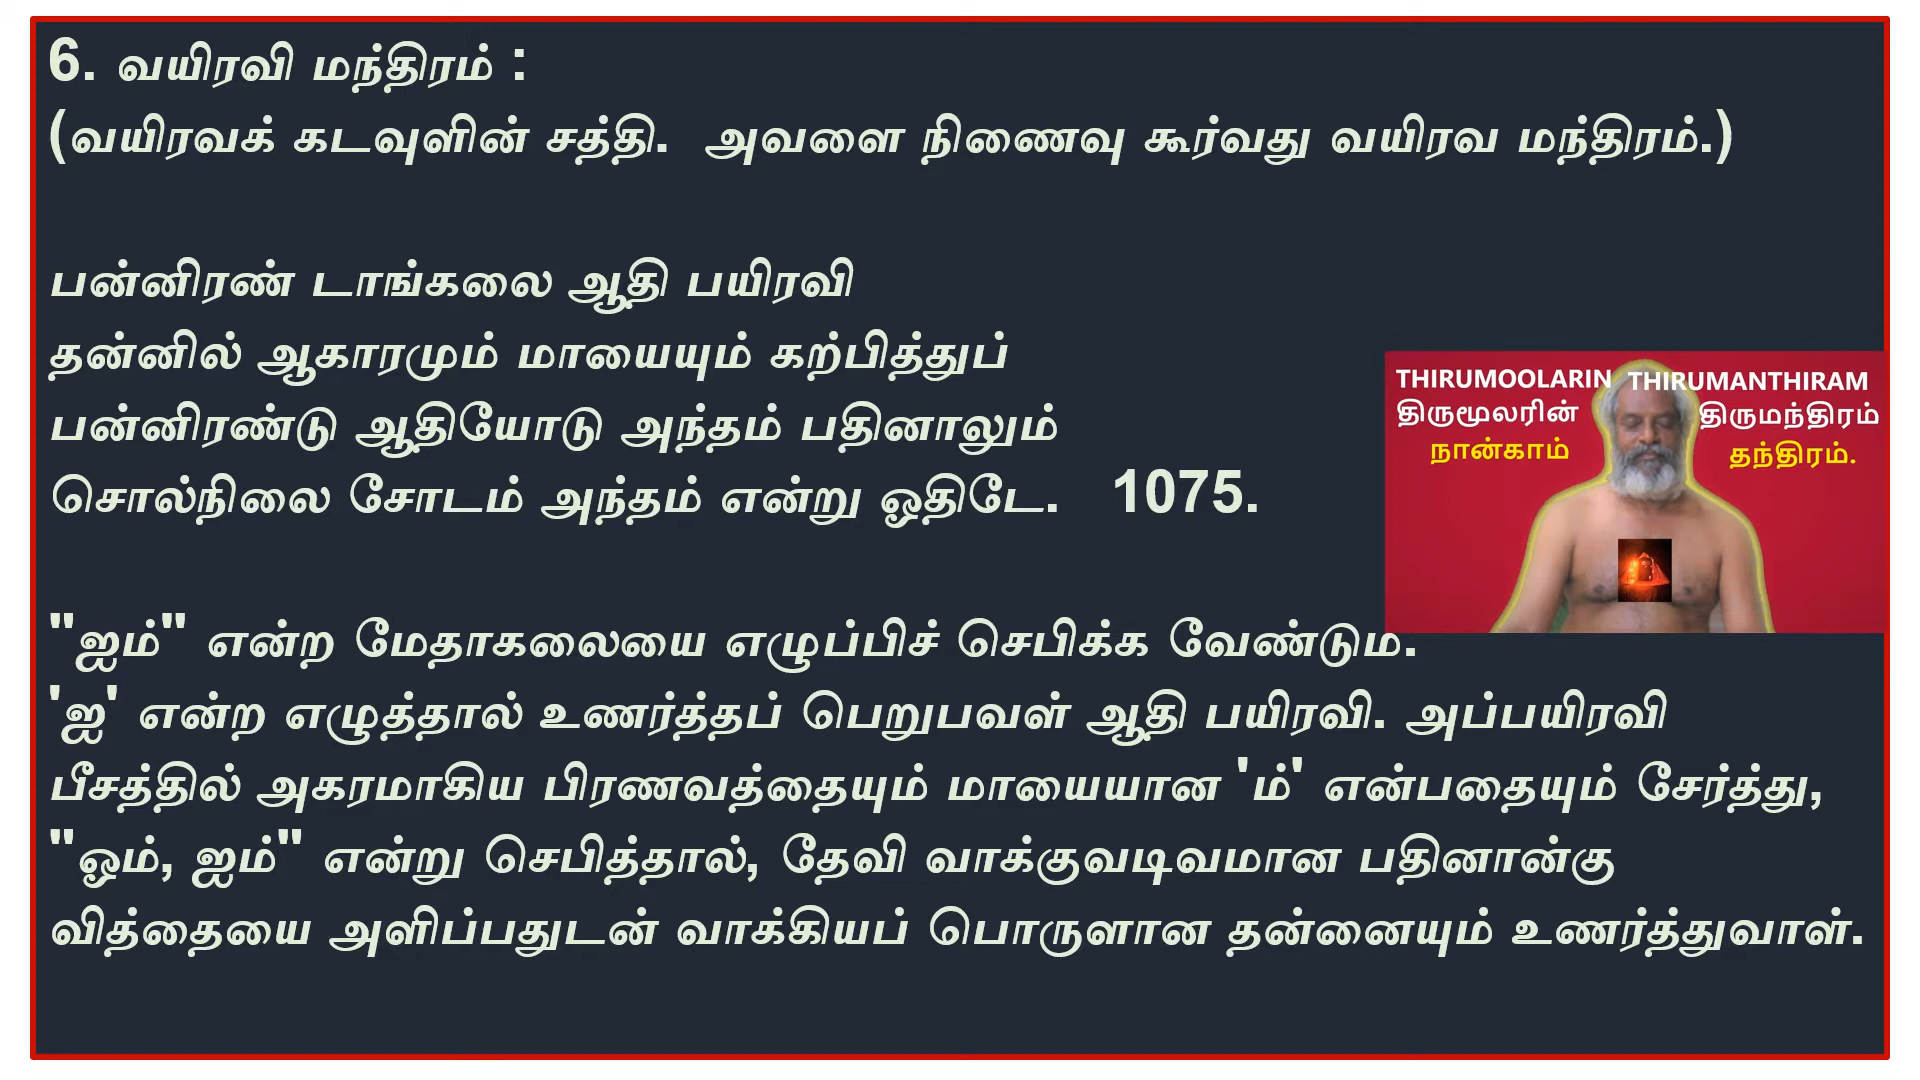 6. வயிரவி மந்திரம் :
(வயிரவக் கடவுளின் சத்தி. அவளை நிணைவு கூர்வது வயிரவ மந்திரம்.)
பன்னிரண் டாங்கலை ஆதி பயிரவி
தன்னில் ஆகாரமும் மாயையும் கற்பித்துப்
பன்னிரண்டு ஆதியோடு அந்தம் பதினாலும்
சொல்நிலை சோடம் அந்தம் என்று ஓதிடே. 1075.
THIRUMOOLARIN THIRUMANTHIRAM
திருமூலரின் திருமந்திரம்
நான்காம் தந்திரம்.
"ஐம்" என்ற மேதாகலையை எழுப்பிச் செபிக்க வேண்டும.
'ஐ' என்ற எழுத்தால் உணர்த்தப் பெறுபவள் ஆதி பயிரவி. அப்பயிரவி
பீசத்தில் அகரமாகிய பிரணவத்தையும் மாயையான 'ம்' என்பதையும் சேர்த்து,
"ஓம், ஐம்" என்று செபித்தால், தேவி வாக்குவடிவமான பதினான்கு
வித்தையை அளிப்பதுடன் வாக்கியப் பொருளான தன்னையும் உணர்த்துவாள்.